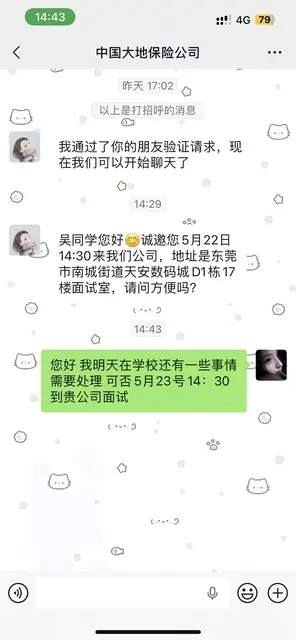 14:43
4G
79
中国大地保险公司
昨天 17:02
以上是打招呼的消息
我通过了你的朋友验证请求，现
在我们可以开始聊天了
14:29
吴同学您好😊诚邀您 5月22日
14:30来我们公司，地址是东莞
市南城街道天安数码城 D1栋 17
楼面试室，请问方便吗？
14:43
您好 我明天在学校还有一些事情
需要处理 可否 5月23号 14：30
到贵公司面试